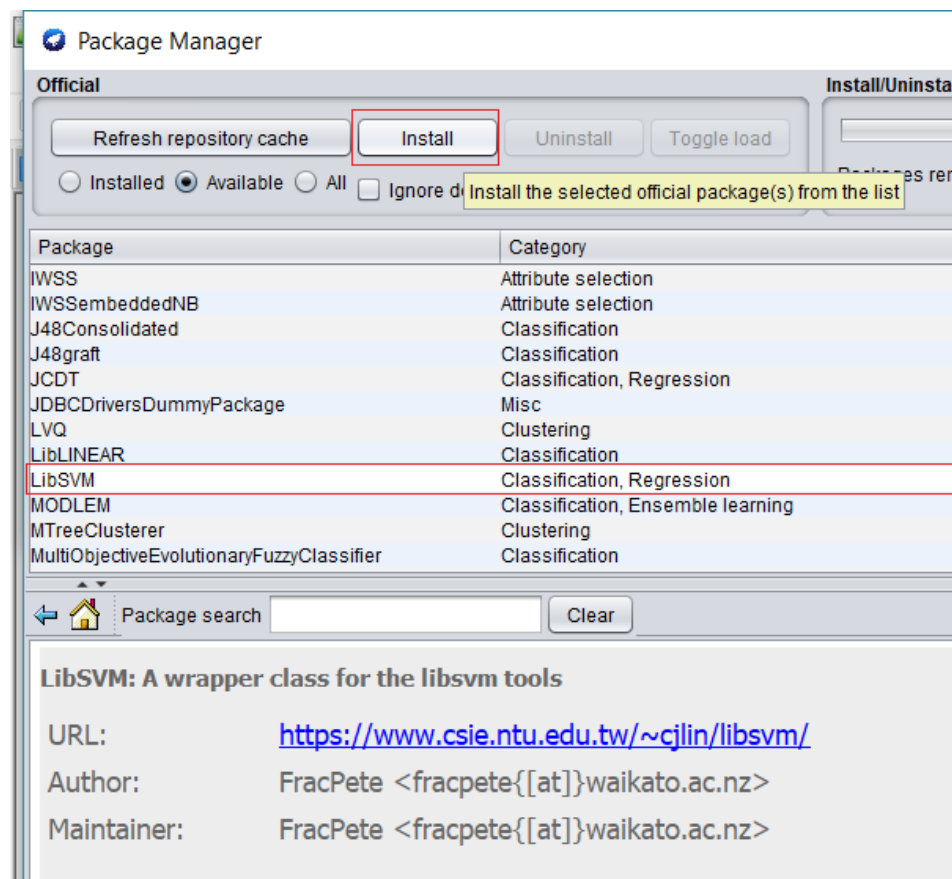 Package Manager
Official
Install/Uninsta
Refresh repository cache
Install
Uninstall
Toggle load
Installed
Available
All
Ignore d
Install the selected official package(s) from the list
Package Category
IWSS Attribute selection
IWSSembeddedNB Attribute selection
J48Consolidated Classification
J48graft Classification
JCDT Classification, Regression
JDBCDriversDummyPackage Misc
LVQ Clustering
LibLINEAR Classification
LibSVM Classification, Regression
MODLEM Classification, Ensemble learning
MTreeClusterer Clustering
MultiObjectiveEvolutionaryFuzzyClassifier Classification
Package search
Clear
LibSVM: A wrapper class for the libsvm tools
URL: https://www.csie.ntu.edu.tw/~cjlin/libsvm/
Author: FracPete <fracpete{[at]}waikato.ac.nz>
Maintainer: FracPete <fracpete{[at]}waikato.ac.nz>